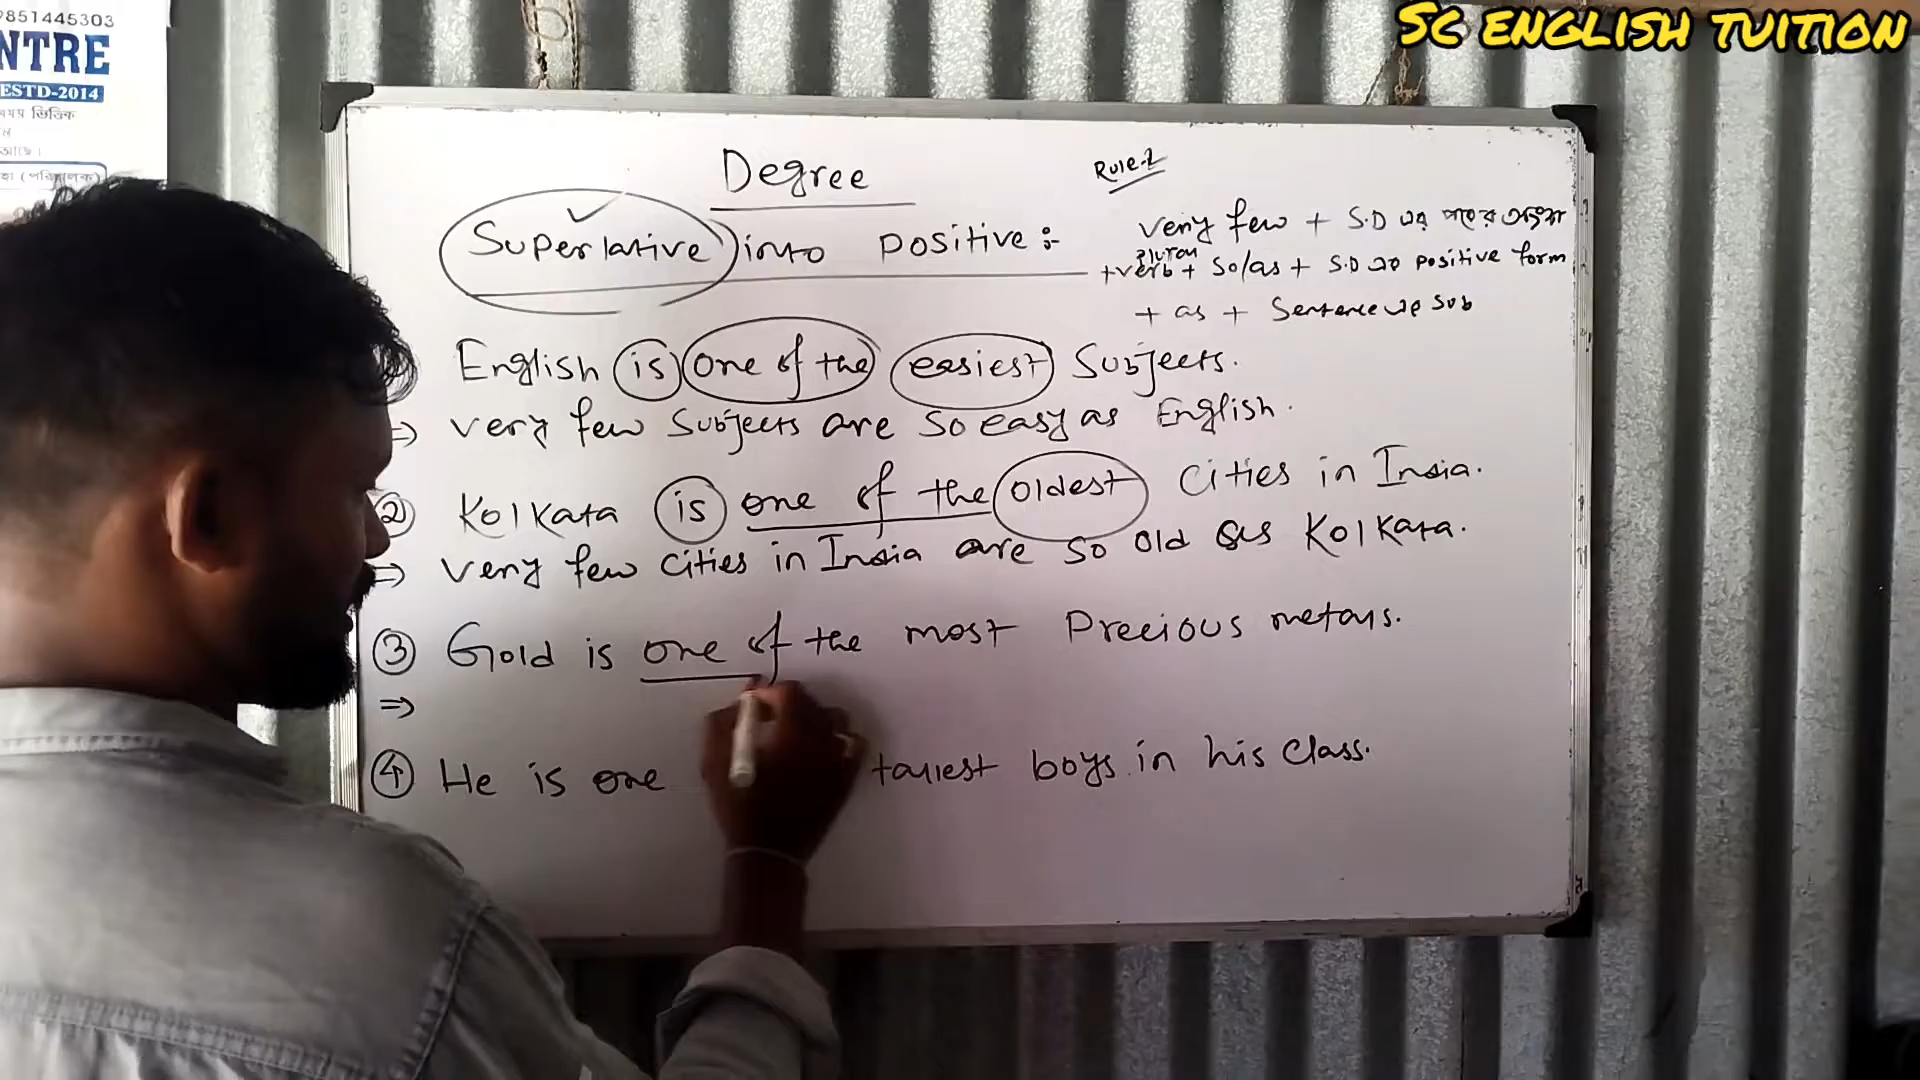 9851445303
NTRE
ESTD-2014
ভিত্তিক
আছে।
SC ENGLISH TUITION
Degree
Superlative into positive :-
Rule-1
Very few + S.D এর পরের অংশ
+ plural verb + so/as + S.D এর positive form
+ as + Sentence এর Sub
English is one of the easiest Subjects.
⇒ Very few Subjects are So easy as English.
② Kolkata is one of the oldest Cities in India.
⇒ Very few cities in India are so old as Kolkata.
③ Gold is one of the most Precious metals.
⇒
④ He is one tallest boys in his class.